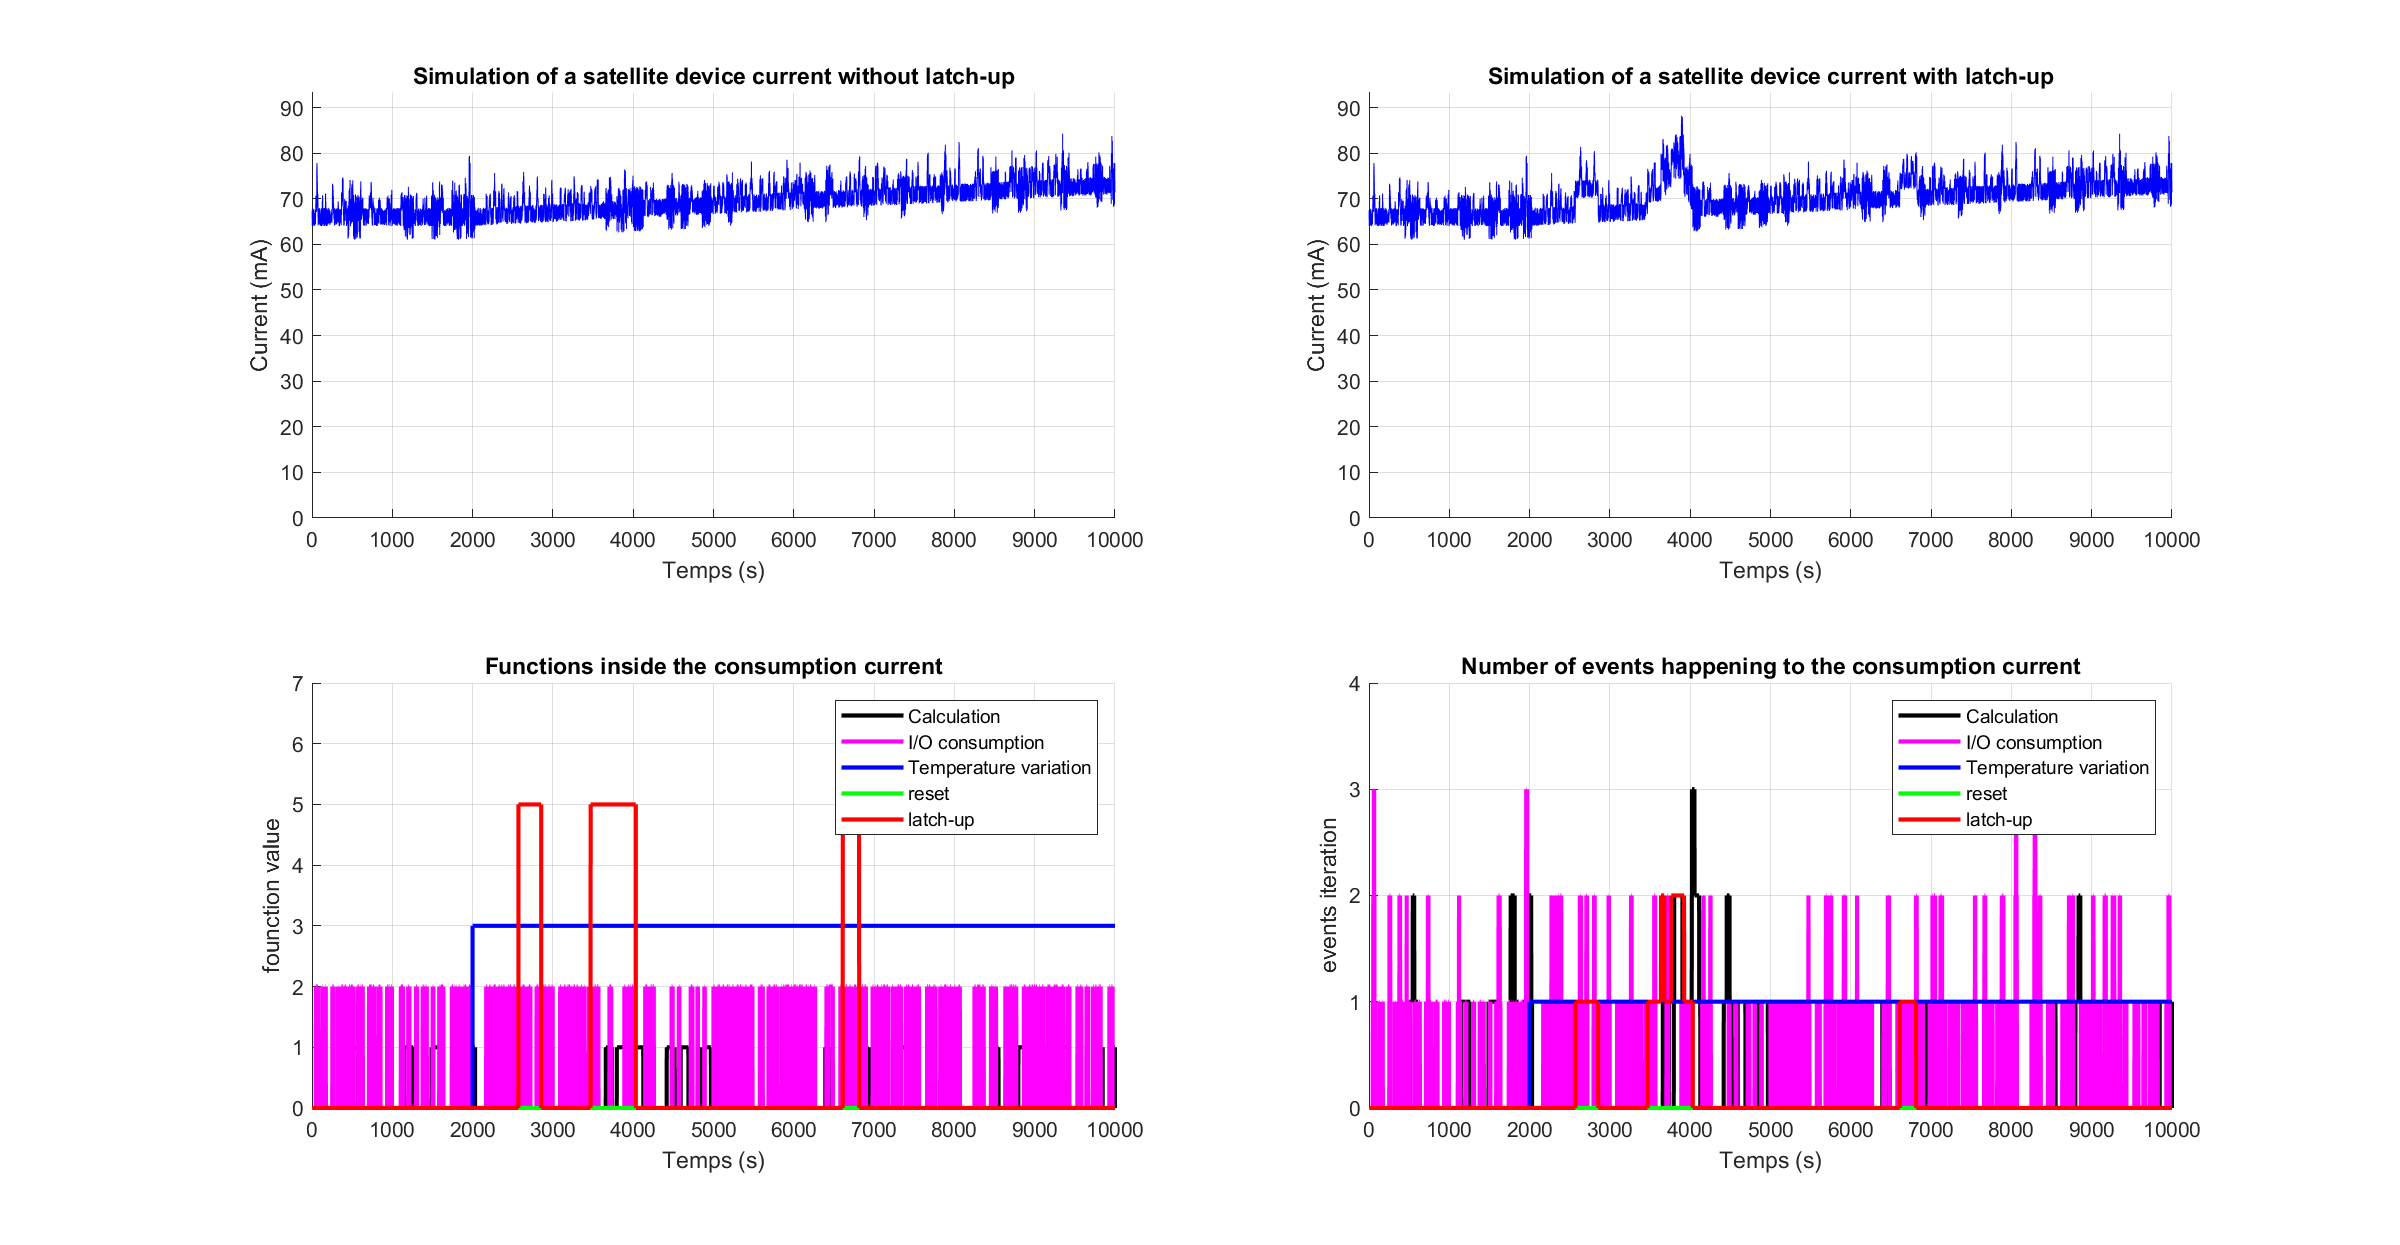 Simulation of a satellite device current without latch-up
90
80
70
60
50
40
30
20
10
0
Current (mA)
0 1000 2000 3000 4000 5000 6000 7000 8000 9000 10000
Temps (s)
Simulation of a satellite device current with latch-up
90
80
70
60
50
40
30
20
10
0
Current (mA)
0 1000 2000 3000 4000 5000 6000 7000 8000 9000 10000
Temps (s)
Functions inside the consumption current
7
6
5
4
3
2
1
0
founction value
Calculation
I/O consumption
Temperature variation
reset
latch-up
0 1000 2000 3000 4000 5000 6000 7000 8000 9000 10000
Temps (s)
Number of events happening to the consumption current
4
3
2
1
0
events iteration
Calculation
I/O consumption
Temperature variation
reset
latch-up
0 1000 2000 3000 4000 5000 6000 7000 8000 9000 10000
Temps (s)